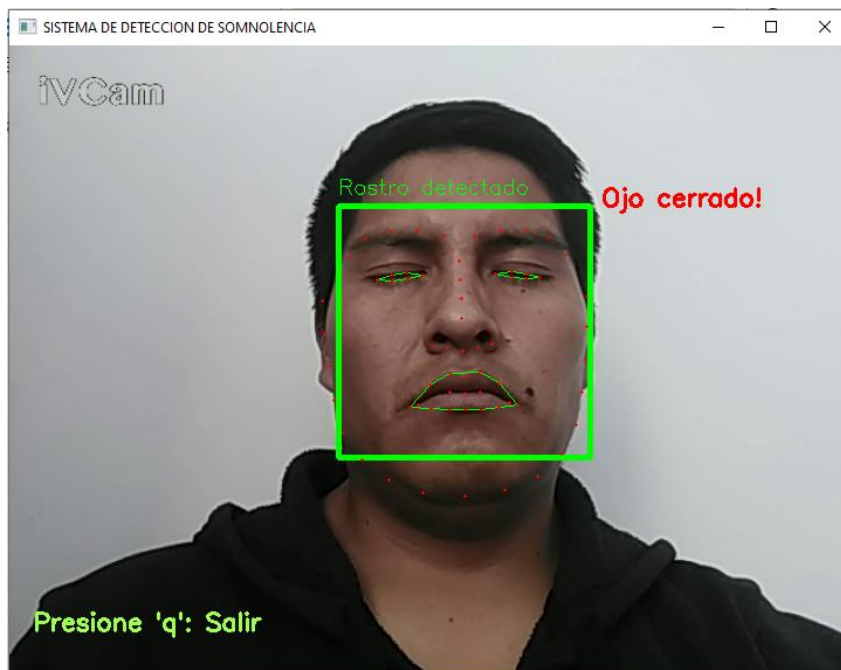 SISTEMA DE DETECCION DE SOMNOLENCIA
iVCam
Rostro detectado
Ojo cerrado!
Presione 'q': Salir